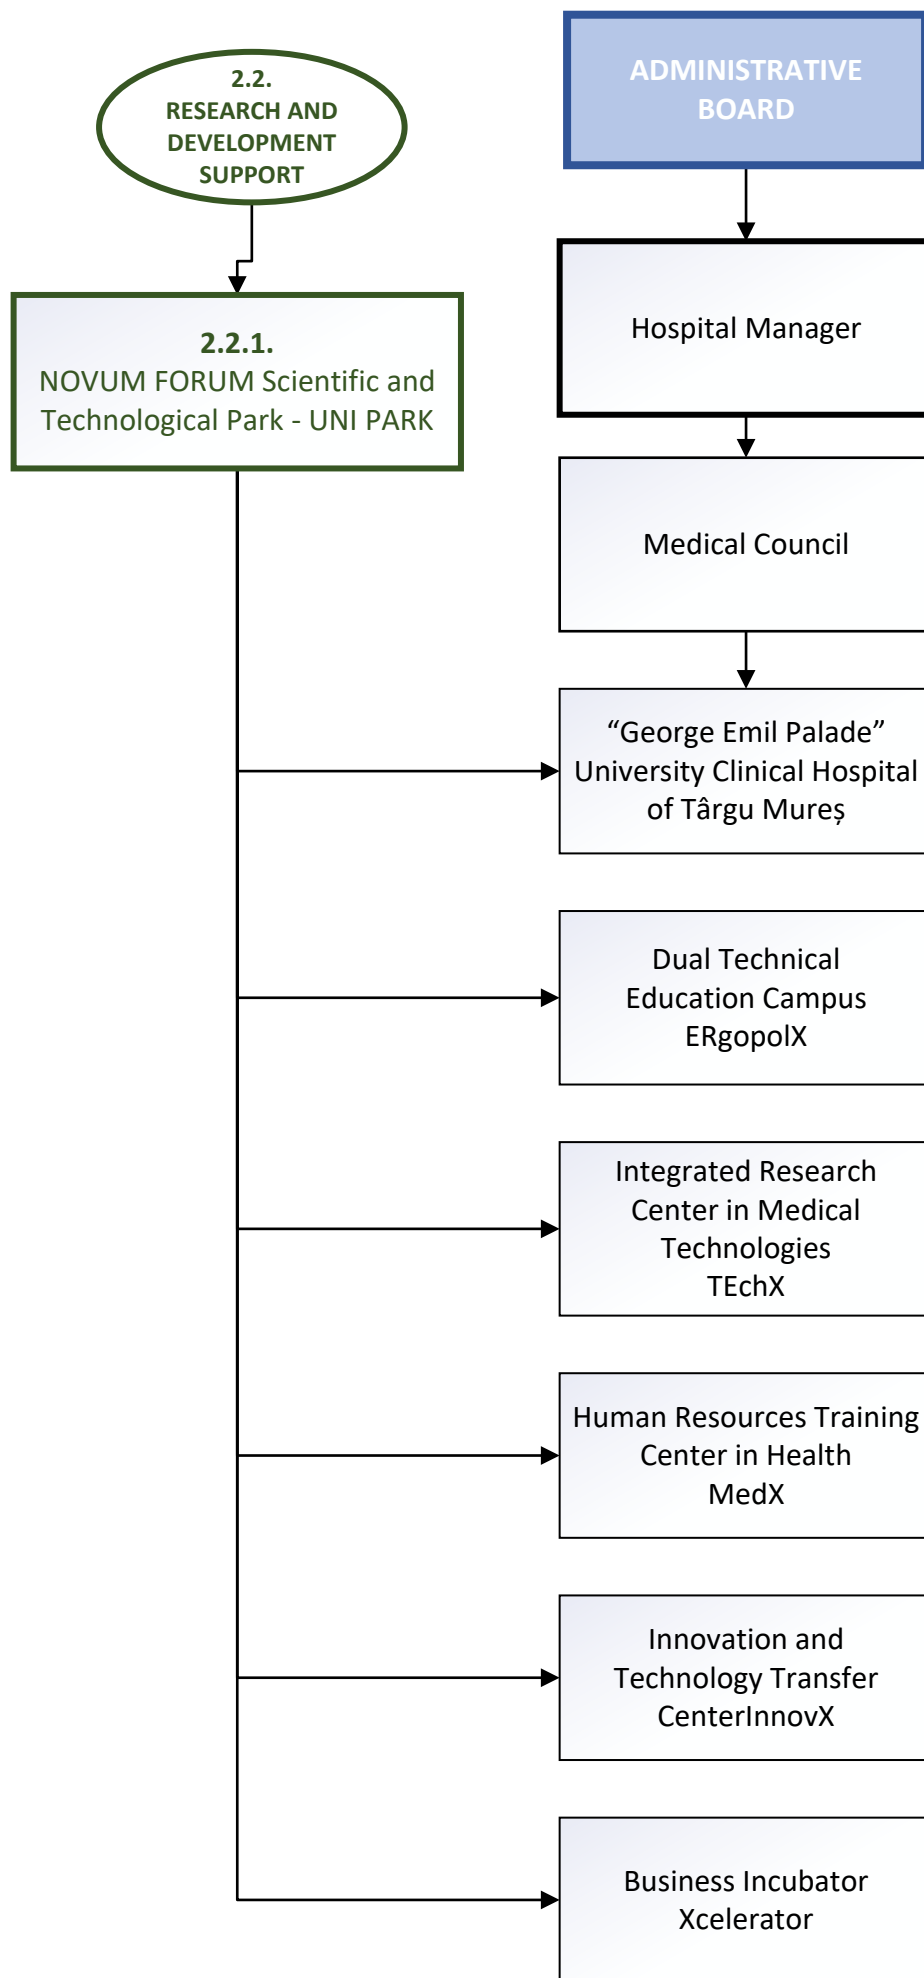 2.2.
RESEARCH AND
DEVELOPMENT
SUPPORT
ADMINISTRATIVE
BOARD
2.2.1.
NOVUM FORUM Scientific and
Technological Park - UNI PARK
Hospital Manager
Medical Council
“George Emil Palade”
University Clinical Hospital
of Târgu Mureș
Dual Technical
Education Campus
ERgopolX
Integrated Research
Center in Medical
Technologies
TEchX
Human Resources Training
Center in Health
MedX
Innovation and
Technology Transfer
CenterInnovX
Business Incubator
Xcelerator